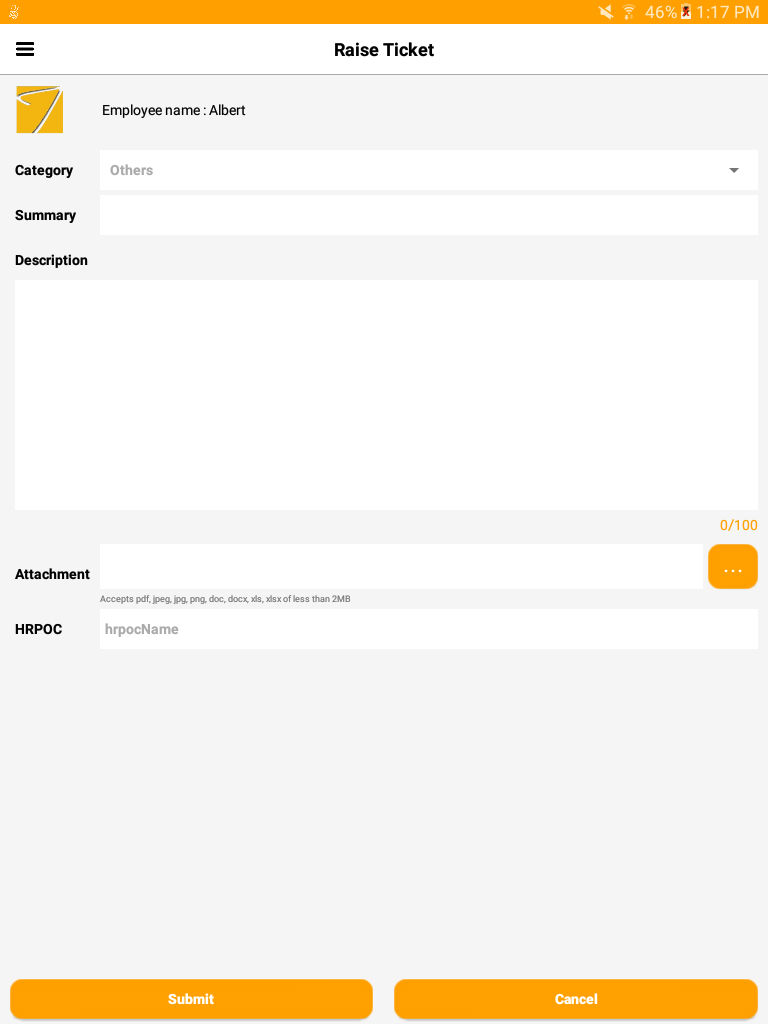 46% 1:17 PM
Raise Ticket
Employee name : Albert
Category Others
Summary
Description
0/100
Attachment ...
Accepts pdf, jpeg, jpg, png, doc, docx, xls, xlsx of less than 2MB
HRPOC hrpocName
Submit Cancel